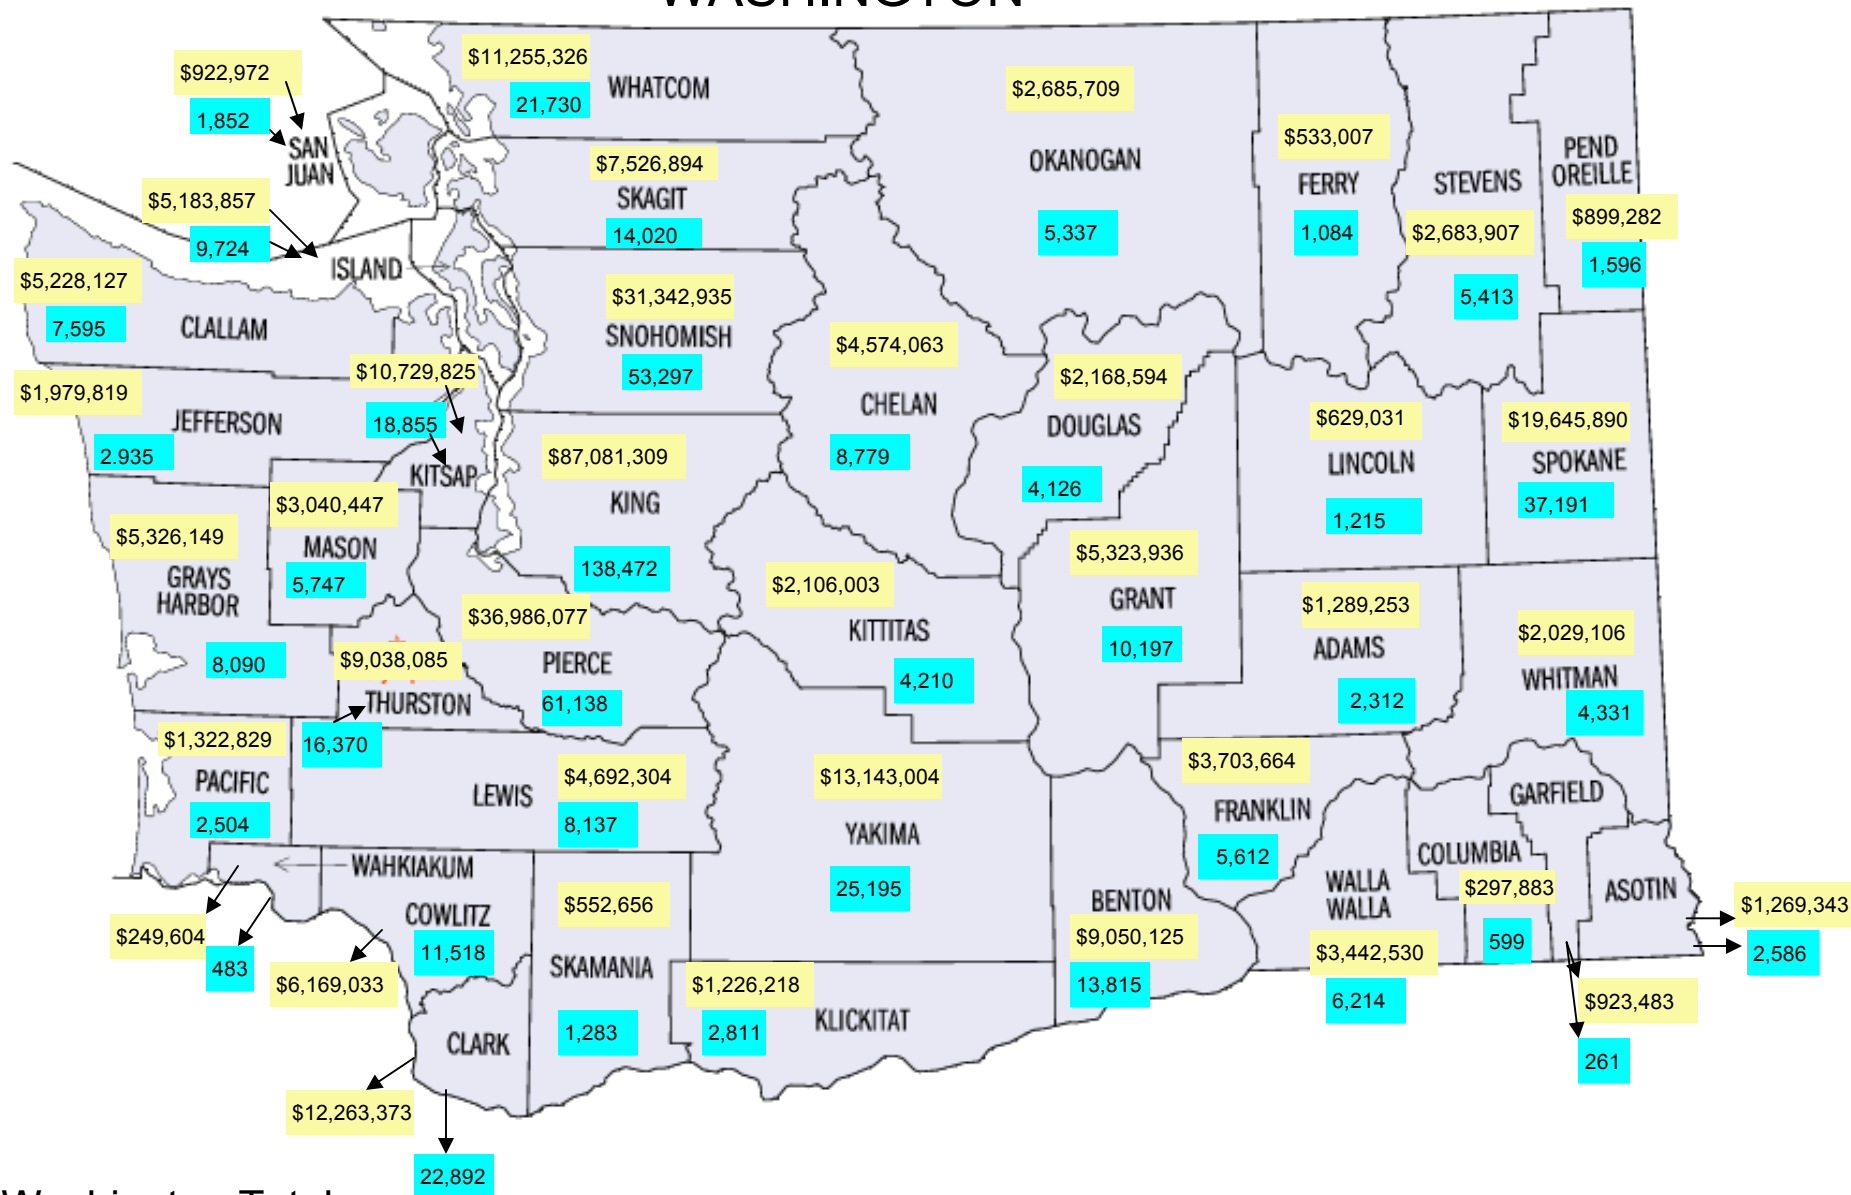 WASHINGTON
$11,255,326
21,730
WHATCOM
$922,972
1,852
SAN
JUAN
$2,685,709
OKANOGAN
5,337
$533,007
FERRY
1,084
STEVENS
$2,683,907
5,413
PEND
OREILLE
$899,282
1,596
$7,526,894
SKAGIT
14,020
$5,183,857
9,724
ISLAND
$5,228,127
7,595
CLALLAM
$31,342,935
SNOHOMISH
53,297
$4,574,063
CHELAN
8,779
$2,168,594
DOUGLAS
4,126
$10,729,825
18,855
KITSAP
$1,979,819
JEFFERSON
2.935
$87,081,309
KING
138,472
$629,031
LINCOLN
1,215
$19,645,890
SPOKANE
37,191
$3,040,447
MASON
5,747
$5,326,149
GRAYS
HARBOR
8,090
$2,106,003
KITTITAS
4,210
$5,323,936
GRANT
10,197
$1,289,253
ADAMS
2,312
$2,029,106
WHITMAN
4,331
$36,986,077
PIERCE
61,138
$9,038,085
THURSTON
16,370
$1,322,829
PACIFIC
2,504
LEWIS
$4,692,304
8,137
$13,143,004
YAKIMA
25,195
$3,703,664
FRANKLIN
5,612
GARFIELD
COLUMBIA
$297,883
599
WALLA
WALLA
$3,442,530
6,214
ASOTIN
$1,269,343
2,586
$923,483
261
BENTON
$9,050,125
13,815
WAHKIAKUM
$249,604
483
COWLITZ
11,518
$6,169,033
$552,656
SKAMANIA
1,283
$1,226,218
2,811
KLICKITAT
CLARK
$12,263,373
22,892
Washington Total